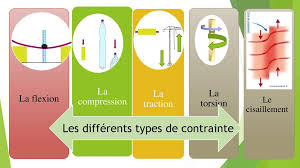 La flexion
La
compression
La
traction
La
torsion
Le
cisaillement
Les différents types de contrainte